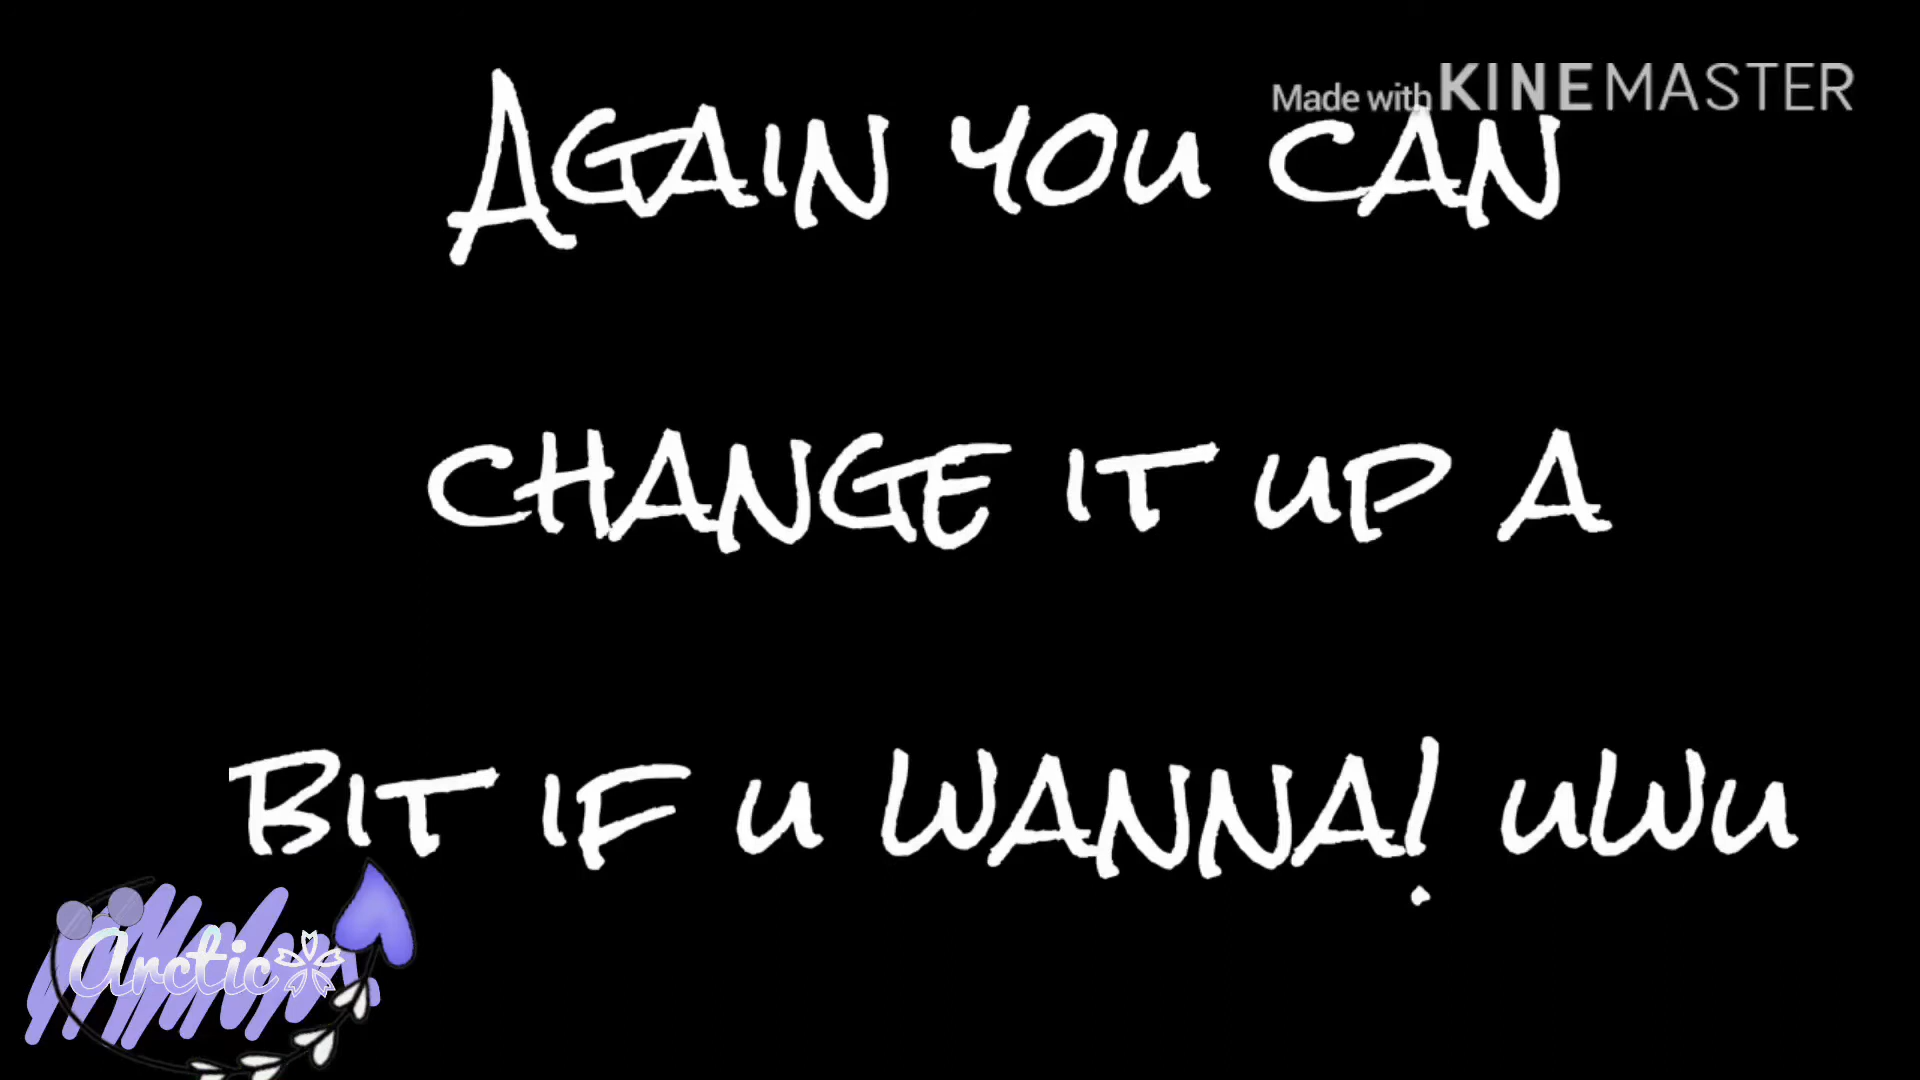 Made with KINEMASTER
Again you can
change it up a
bit if u wanna! uwu
Arctic